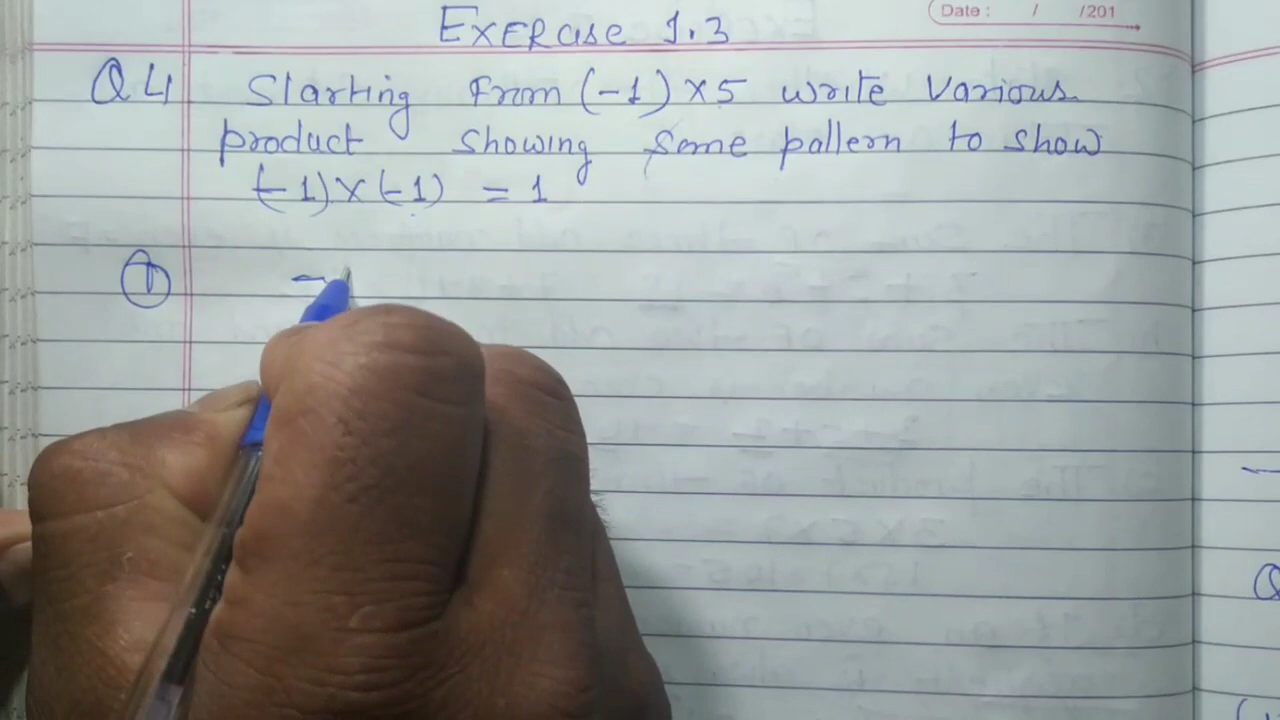 Date : / /201
Exercise 1.3
Q 4 Starting From (-1) × 5 write various
product showing some pattern to show
(-1) × (-1) = 1
①